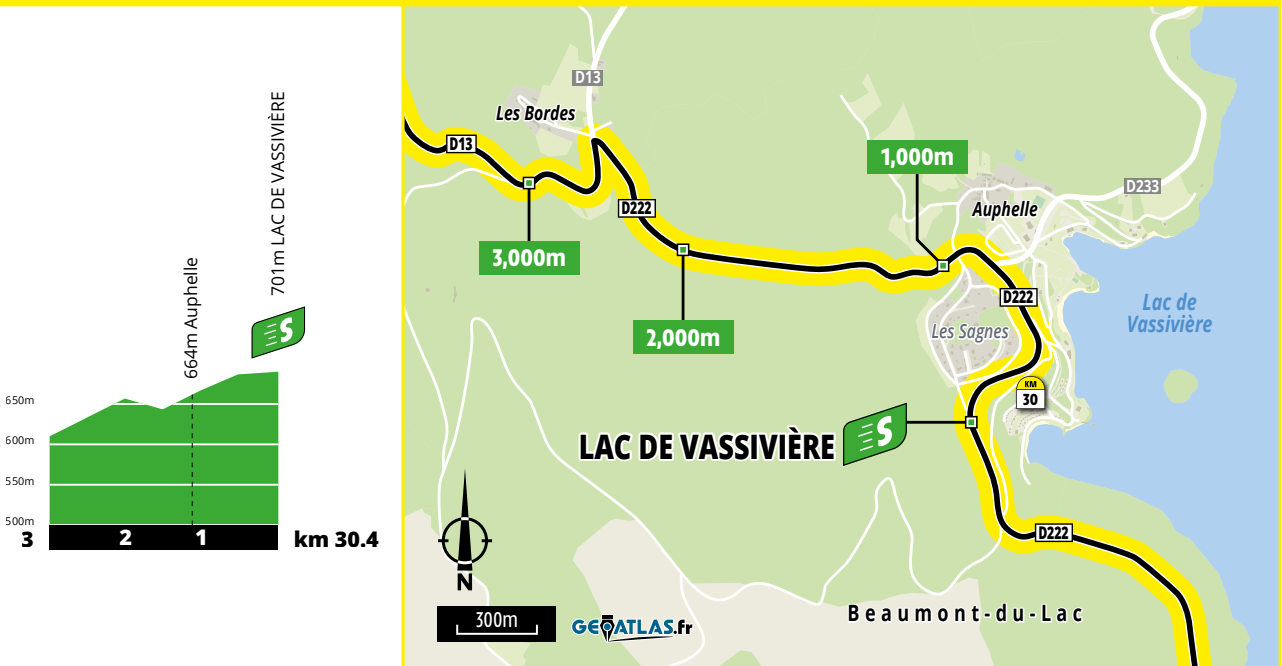 701m LAC DE VASSIVIÈRE
664m Auphelle
S
650m
600m
550m
500m
3
2
1
km 30.4
D13
Les Bordes
D13
1,000m
D233
Auphelle
D222
3,000m
2,000m
D222
Les Sagnes
Lac de
Vassivière
KM
30
LAC DE VASSIVIÈRE
S
D222
N
300m
GEOATLAS.fr
Beaumont-du-Lac